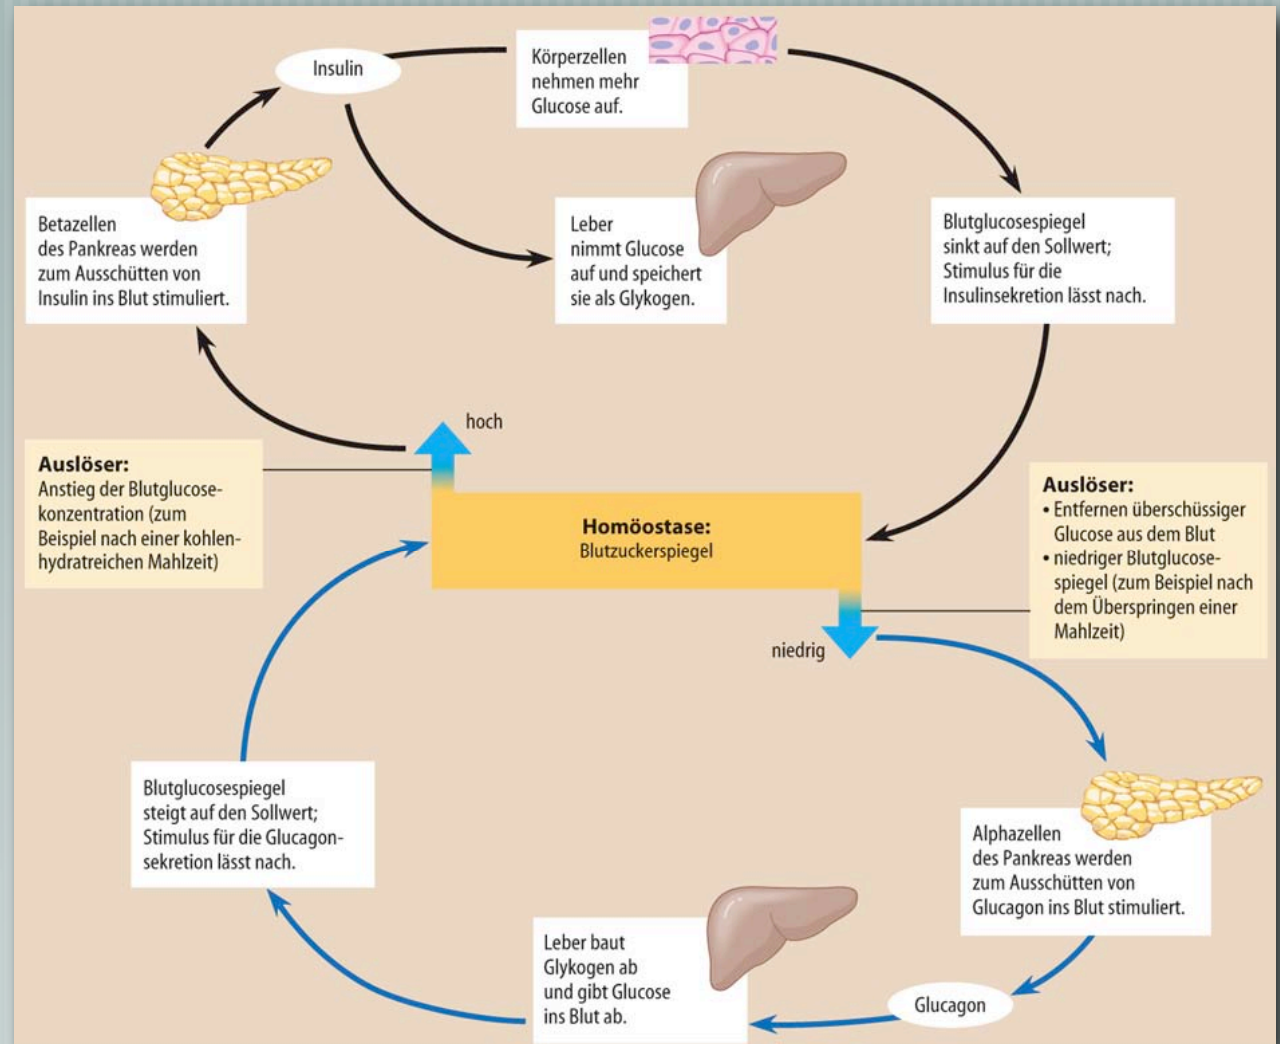 Insulin
Körperzellen
nehmen mehr
Glucose auf.
Betazellen
des Pankreas werden
zum Ausschütten von
Insulin ins Blut stimuliert.
Leber
nimmt Glucose
auf und speichert
sie als Glykogen.
Blutglucosespiegel
sinkt auf den Sollwert;
Stimulus für die
Insulinsekretion lässt nach.
hoch
Auslöser:
Anstieg der Blutglucose-
konzentration (zum
Beispiel nach einer kohlen-
hydratreichen Mahlzeit)
Homöostase:
Blutzuckerspiegel
Auslöser:
• Entfernen überschüssiger
Glucose aus dem Blut
• niedriger Blutglucose-
spiegel (zum Beispiel nach
dem Überspringen einer
Mahlzeit)
niedrig
Blutglucosespiegel
steigt auf den Sollwert;
Stimulus für die Glucagon-
sekretion lässt nach.
Alphazellen
des Pankreas werden
zum Ausschütten von
Glucagon ins Blut stimuliert.
Leber baut
Glykogen ab
und gibt Glucose
ins Blut ab.
Glucagon